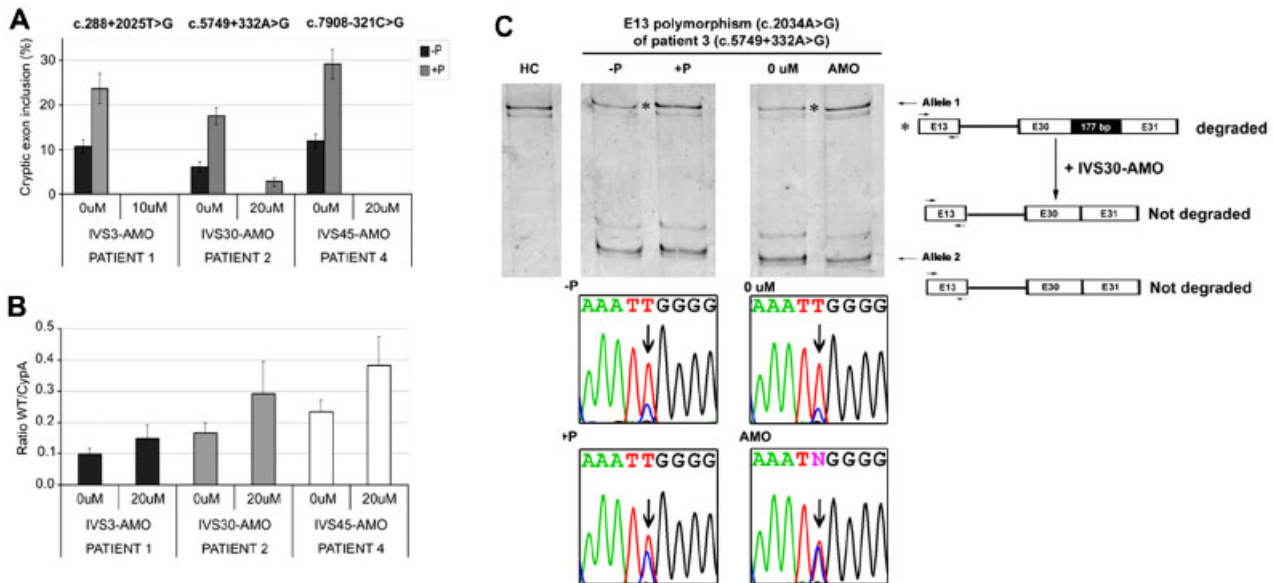 A
c.288+2025T>G c.5749+332A>G c.7908-321C>G
Cryptic exon inclusion (%)
30
20
10
0
-P
+P
0uM 10uM 0uM 20uM 0uM 20uM
IVS3-AMO IVS30-AMO IVS45-AMO
PATIENT 1 PATIENT 2 PATIENT 4
B
Ratio WT/CypA
0.5
0.4
0.3
0.2
0.1
0.0
0uM 20uM 0uM 20uM 0uM 20uM
IVS3-AMO IVS30-AMO IVS45-AMO
PATIENT 1 PATIENT 2 PATIENT 4
C
E13 polymorphism (c.2034A>G)
of patient 3 (c.5749+332A>G)
HC -P +P 0 uM AMO
* *
Allele 1
* E13 E30 177 bp E31 degraded
+ IVS30-AMO
E13 E30 E31 Not degraded
Allele 2
E13 E30 E31 Not degraded
-P 0 uM
AAATTGGGG AAATTGGGG
+P AMO
AAATTGGGG AAATNGGGG